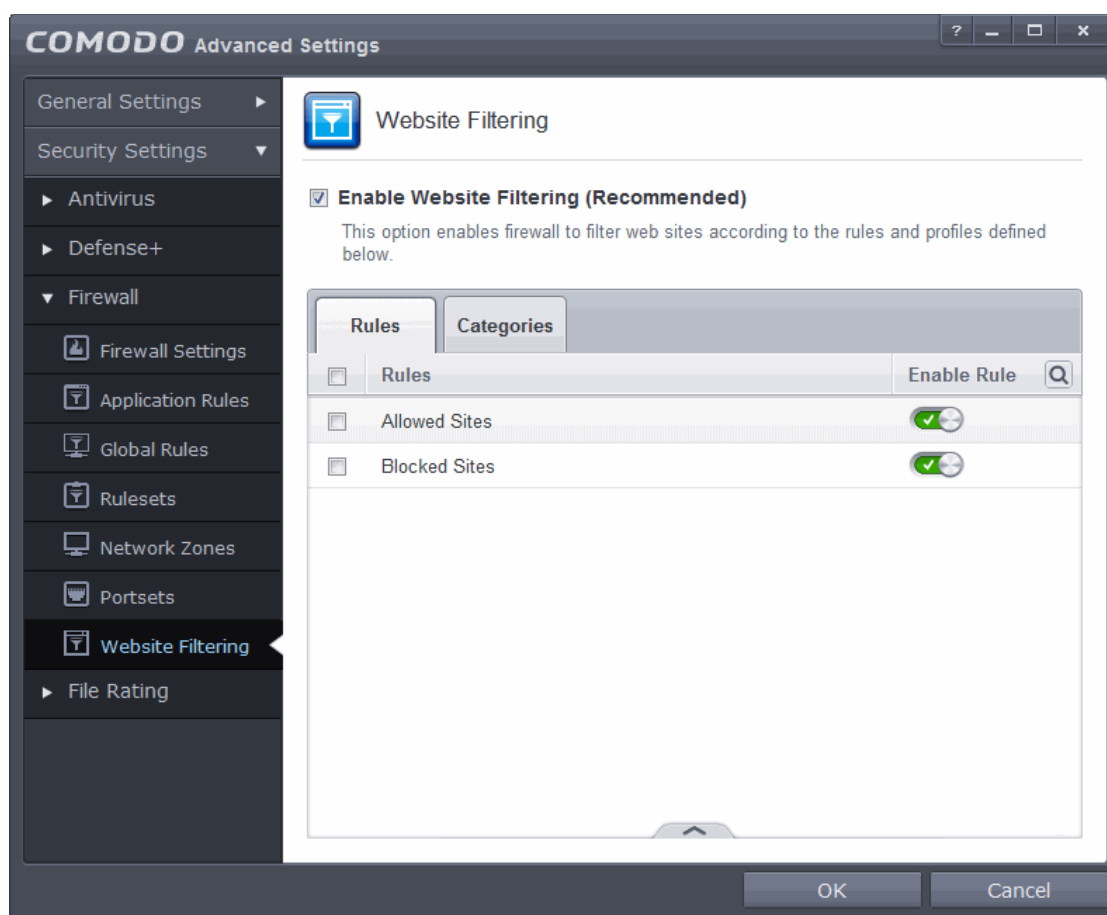 COMODO Advanced Settings
?
General Settings
Security Settings
Antivirus
Defense+
Firewall
Firewall Settings
Application Rules
Global Rules
Rulesets
Network Zones
Portsets
Website Filtering
File Rating
Website Filtering
Enable Website Filtering (Recommended)
This option enables firewall to filter web sites according to the rules and profiles defined
below.
Rules Categories
Rules Enable Rule
Allowed Sites
Blocked Sites
OK Cancel